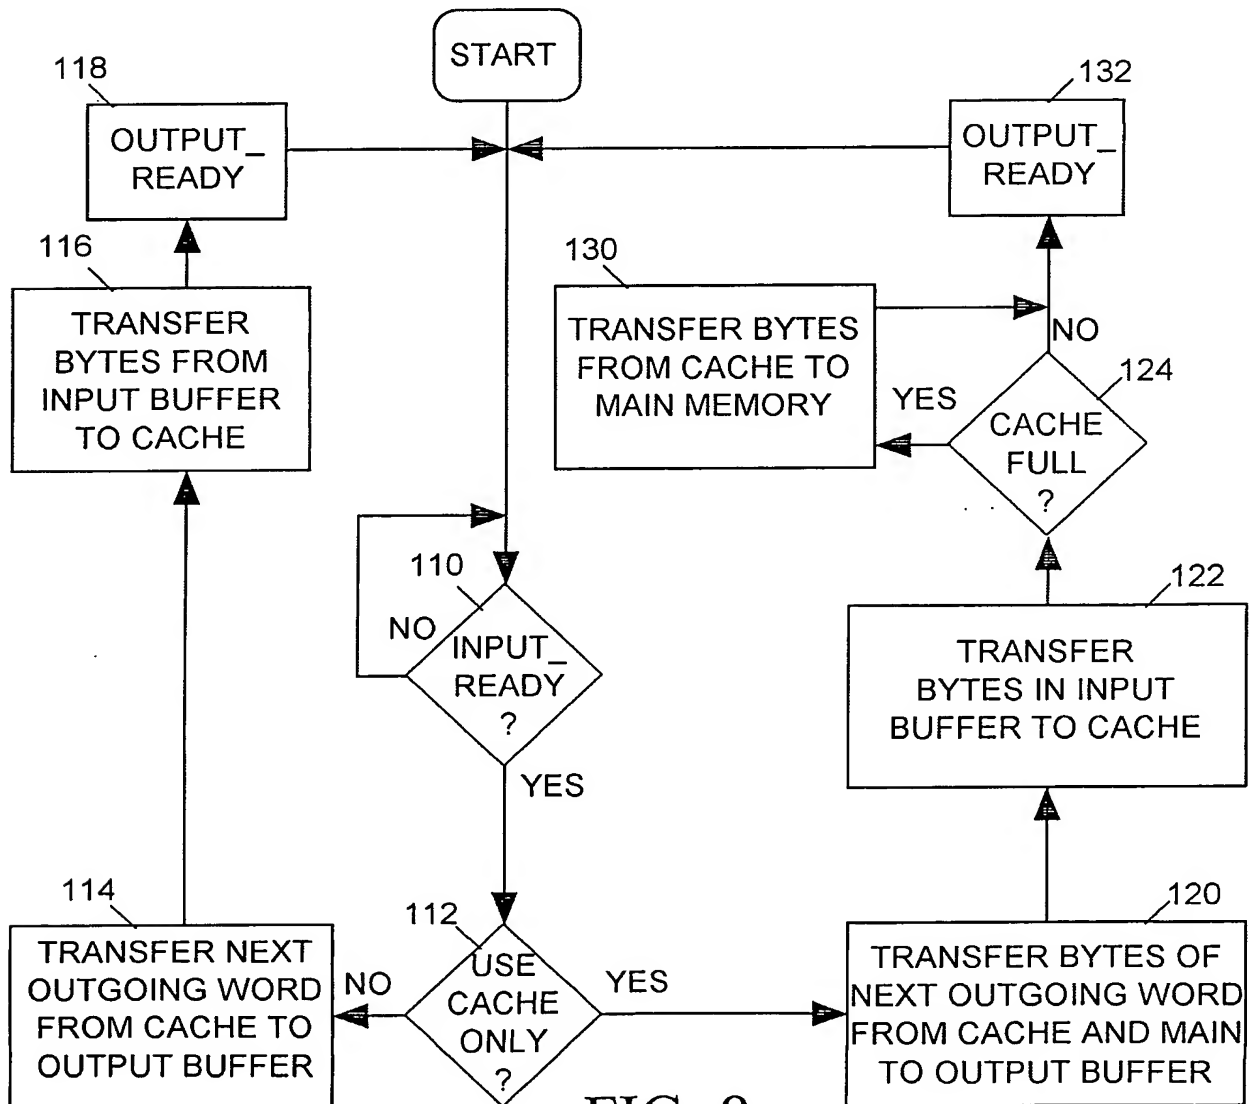 START
118
OUTPUT_
READY
132
OUTPUT_
READY
116
TRANSFER
BYTES FROM
INPUT BUFFER
TO CACHE
130
TRANSFER BYTES
FROM CACHE TO
MAIN MEMORY
NO
YES
124
CACHE
FULL
?
110
NO
INPUT_
READY
?
YES
122
TRANSFER
BYTES IN INPUT
BUFFER TO CACHE
114
TRANSFER NEXT
OUTGOING WORD
FROM CACHE TO
OUTPUT BUFFER
NO
112
USE
CACHE
ONLY
?
YES
120
TRANSFER BYTES OF
NEXT OUTGOING WORD
FROM CACHE AND MAIN
TO OUTPUT BUFFER